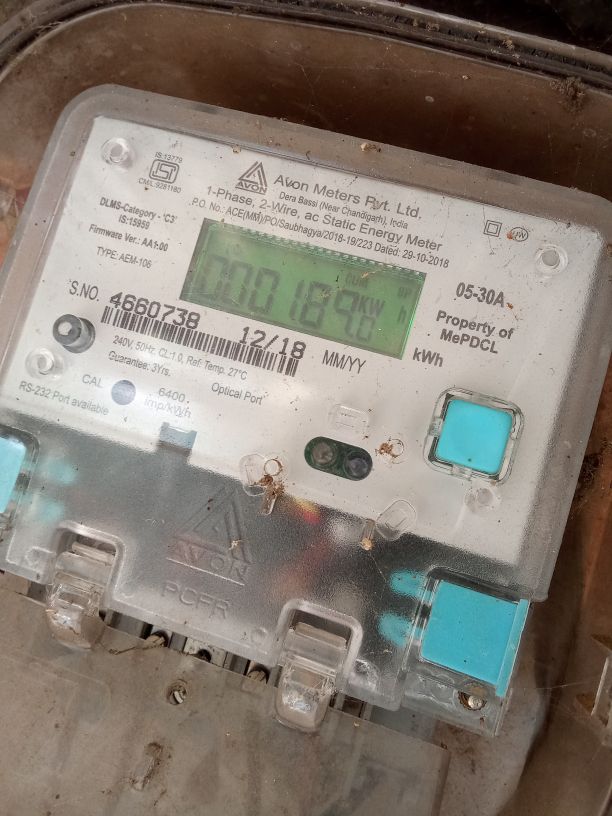 IS:13779
ISI
CM/L:9281180
AVON
Avon Meters Pvt. Ltd.
Dera Bassi (Near Chandigarh), India
1-Phase, 2-Wire, ac Static Energy Meter
P.O. No.: ACE(MM)/PO/Saubhagya/2018-19/223 Dated: 29-10-2018
DLMS-Category - 'C3'
IS:15959
Firmware Ver.: AA1:00
TYPE: AEM-106
CUM
KW
h
05-30A
Property of
MePDCL
kWh
S.NO. 4660738 12/18 MM/YY
240V, 50Hz, CL:1.0, Ref. Temp. 27°C
Guarantee: 3Yrs.
Optical Port
CAL
6400
imp/kWh
RS-232 Port available
AVON
PCFR